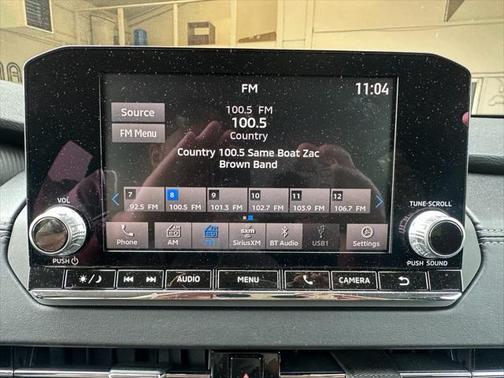 FM
11:04
Source
100.5 FM
100.5
FM Menu
Country
Country 100.5 Same Boat Zac
Brown Band
7 8 9 10 11 12
92.5 FM 100.5 FM 101.3 FM 102.7 FM 103.9 FM 106.7 FM
VOL
TUNE•SCROLL
sxm
Phone AM FM SiriusXM BT Audio USB1 Settings
PUSH
PUSH SOUND
AUDIO MENU CAMERA